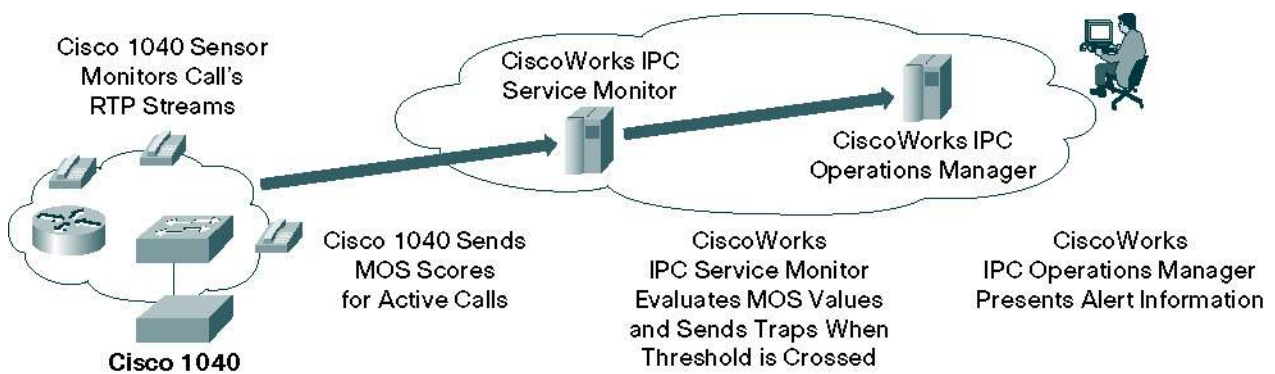 Cisco 1040 Sensor
Monitors Call's
RTP Streams
CiscoWorks IPC
Service Monitor
CiscoWorks IPC
Operations Manager
Cisco 1040 Sends
MOS Scores
for Active Calls
CiscoWorks
IPC Service Monitor
Evaluates MOS Values
and Sends Traps When
Threshold is Crossed
CiscoWorks
IPC Operations Manager
Presents Alert Information
Cisco 1040